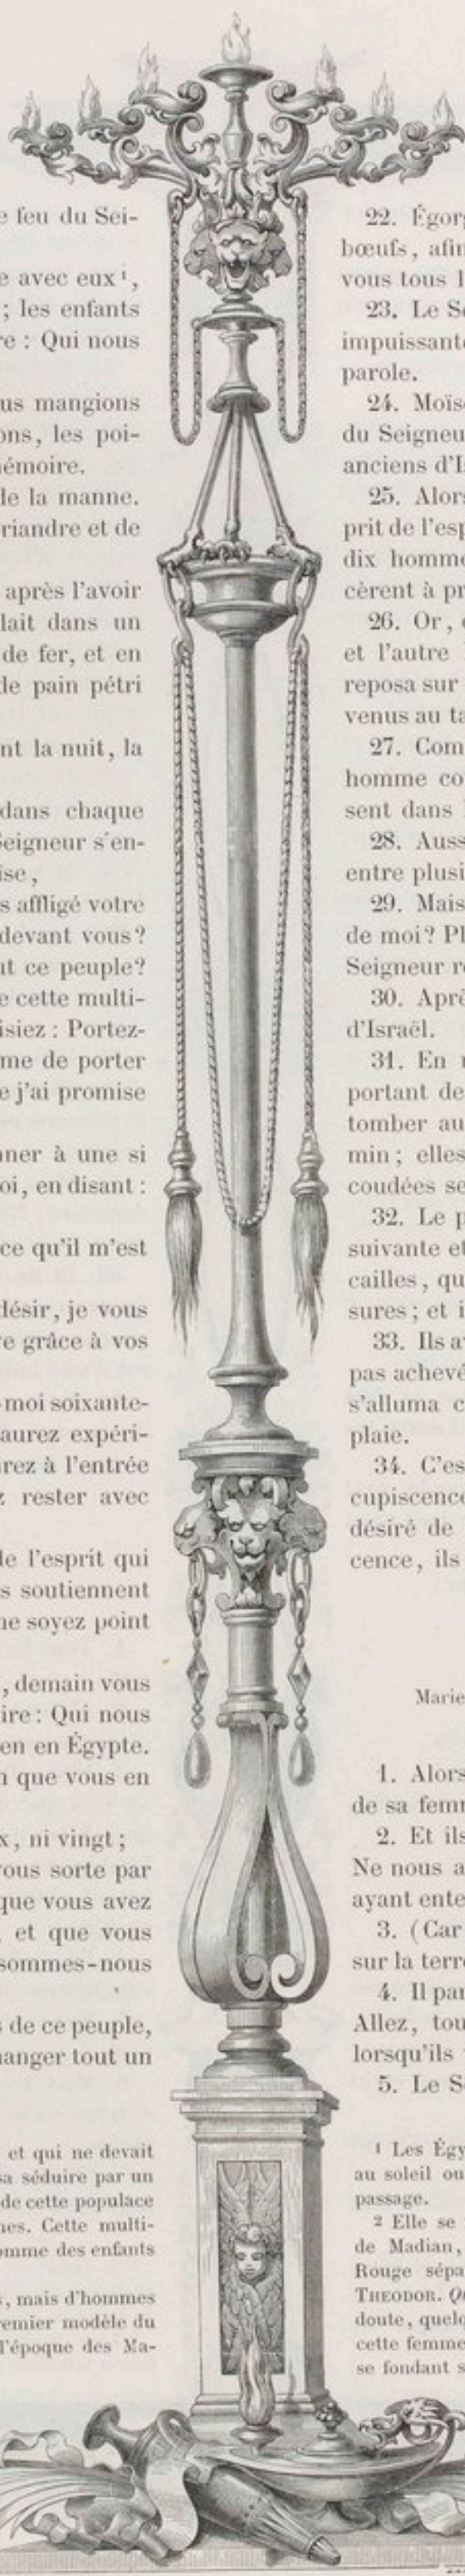 e feu du Sei-
e avec eux¹,
; les enfants
re : Qui nous
us mangions
ons, les poi-
émoire.
de la manne.
riandre et de
après l'avoir
lait dans un
de fer, et en
de pain pétri
nt la nuit, la
dans chaque
Seigneur s'en-
ïse,
s affligé votre
devant vous?
ut ce peuple?
e cette multi-
isiez : Portez-
me de porter
e j'ai promise
nner à une si
oi, en disant :
ce qu'il m'est
désir, je vous
ve grâce à vos
-moi soixante-
aurez expéri-
rez à l'entrée
z rester avec
de l'esprit qui
s soutiennent
ne soyez point
, demain vous
ire : Qui nous
en en Égypte.
n que vous en
x, ni vingt ;
vous sorte par
que vous avez
, et que vous
sommes-nous
s de ce peuple,
manger tout un
et qui ne devait
sa séduire par un
de cette populace
nes. Cette multi-
omme des enfants
s, mais d'hommes
remier modèle du
l'époque des Ma-
22. Égorg
bœufs, afin
vous tous l
23. Le Se
impuissante
parole.
24. Moïse
du Seigneu
anciens d'I
25. Alors
prit de l'esp
dix homme
cèrent à pr
26. Or, c
et l'autre
reposa sur
venus au ta
27. Com
homme co
sent dans
28. Auss
entre plusi
29. Mais
de moi? Pl
Seigneur re
30. Aprè
d'Israël.
31. En r
portant de
tomber au
min ; elles
coudées se
32. Le p
suivante et
cailles, qu
sures ; et i
33. Ils av
pas achevé
s'alluma c
plaie.
34. C'es
cupiscence
désiré de
cence, ils
Marie
1. Alors
de sa femm
2. Et ils
Ne nous a
ayant ente
3. (Car
sur la terre
4. Il par
Allez, tou
lorsqu'ils
5. Le Se
1 Les Égy
au soleil ou
passage.
2 Elle se
de Madian,
Rouge sépa
THEODOR. Qu
doute, quelq
cette femme
se fondant s